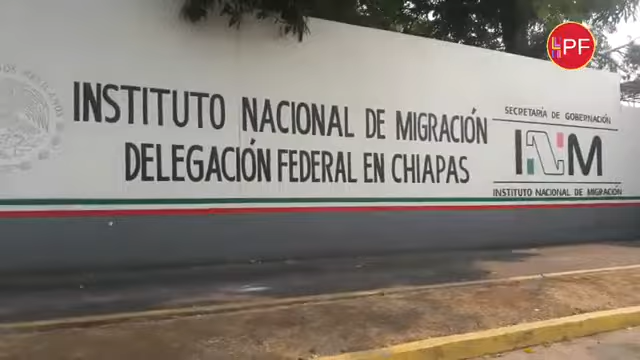 PF
INSTITUTO NACIONAL DE MIGRACIÓN
DELEGACIÓN FEDERAL EN CHIAPAS
SECRETARÍA DE GOBERNACIÓN
INM
INSTITUTO NACIONAL DE MIGRACIÓN